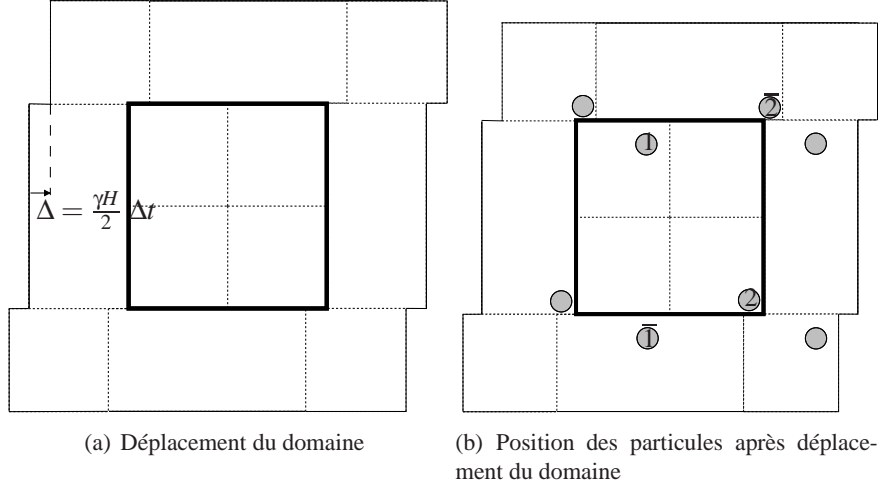 2̄
1
Δ = γH/2 Δt
2
1̄
(a) Déplacement du domaine
(b) Position des particules après déplace-
ment du domaine